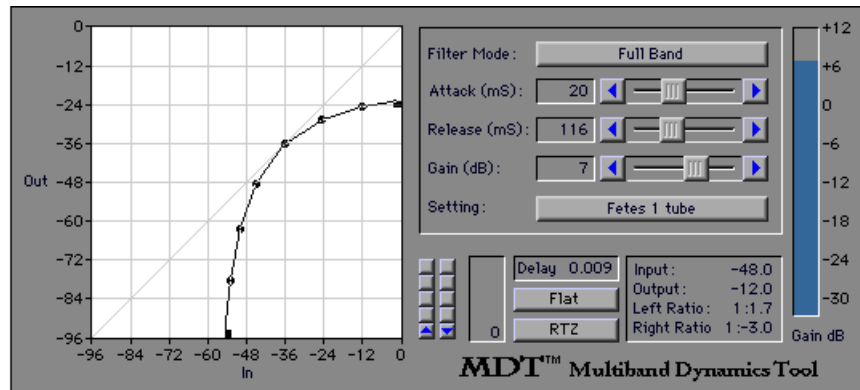 0
-12
-24
-36
Out -48
-60
-72
-84
-96
-96 -84 -72 -60 -48 -36 -24 -12 0
In
Filter Mode: Full Band
Attack (mS): 20
Release (mS): 116
Gain (dB): 7
Setting: Fetes 1 tube
+12
+6
0
-6
-12
-18
-24
-30
Gain dB
0
Delay 0.009
Flat
RTZ
Input: -48.0
Output: -12.0
Left Ratio: 1:1.7
Right Ratio 1:-3.0
MDT™ Multiband Dynamics Tool